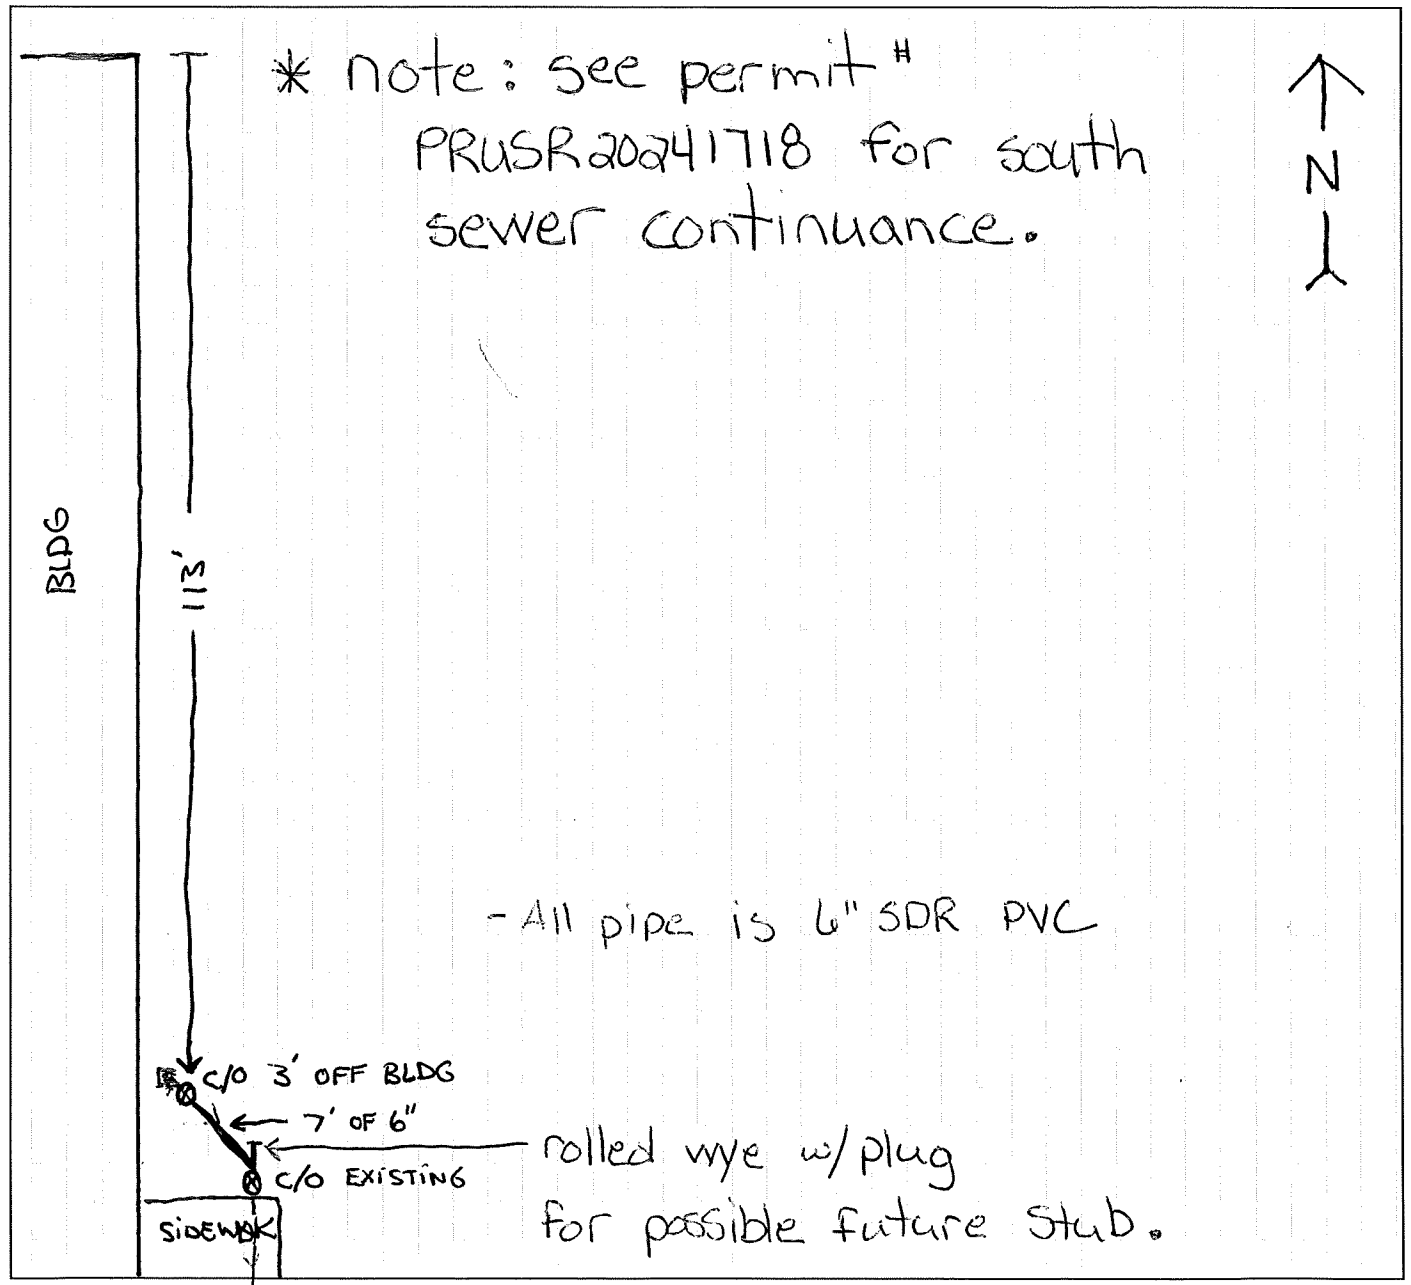 * note: see permit #
PRUSR20241718 for south
sewer continuance.
N
BLDG
113'
- All pipe is 6" SDR PVC
C/O 3' OFF BLDG
7' OF 6"
rolled wye w/plug
for possible future stub.
C/O EXISTING
SIDEWALK